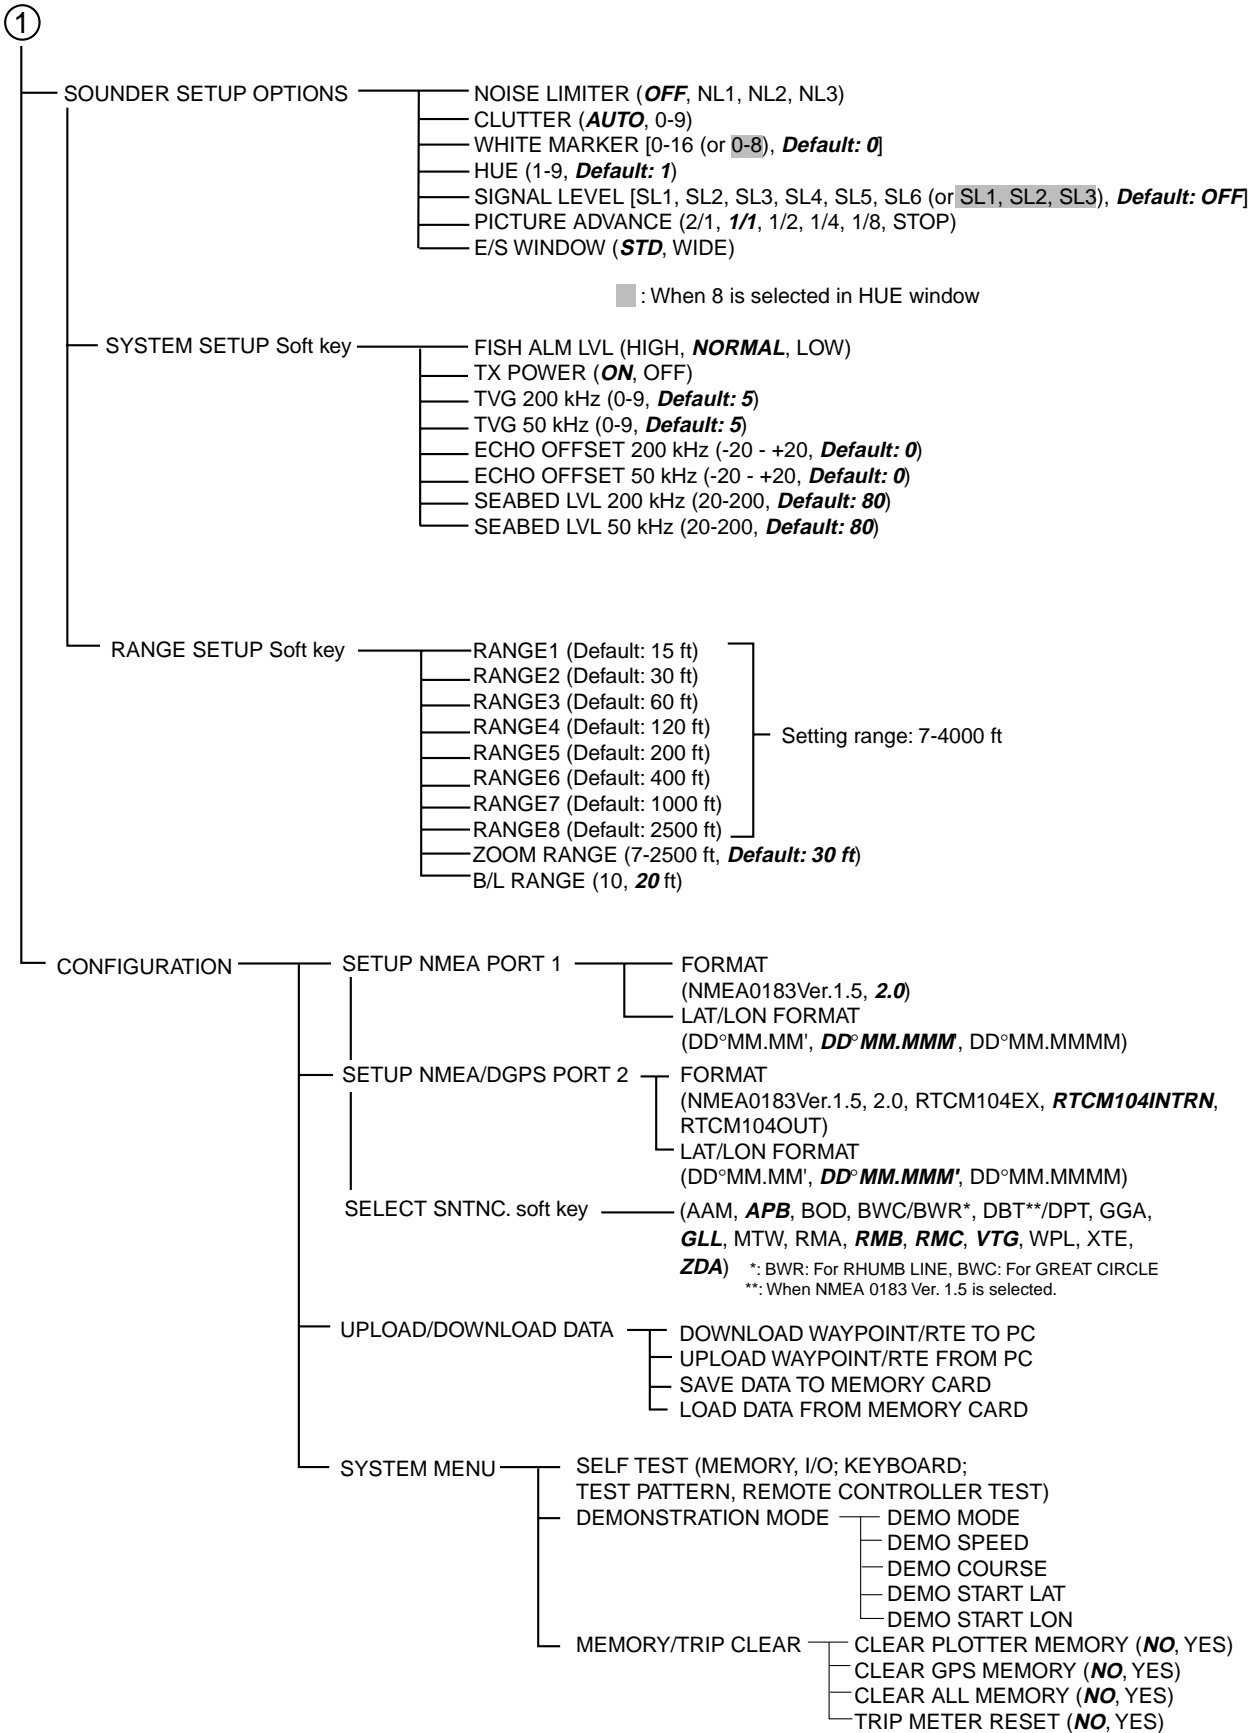 1
SOUNDER SETUP OPTIONS
NOISE LIMITER (OFF, NL1, NL2, NL3)
CLUTTER (AUTO, 0-9)
WHITE MARKER [0-16 (or 0-8), Default: 0]
HUE (1-9, Default: 1)
SIGNAL LEVEL [SL1, SL2, SL3, SL4, SL5, SL6 (or SL1, SL2, SL3), Default: OFF]
PICTURE ADVANCE (2/1, 1/1, 1/2, 1/4, 1/8, STOP)
E/S WINDOW (STD, WIDE)
: When 8 is selected in HUE window
SYSTEM SETUP Soft key
FISH ALM LVL (HIGH, NORMAL, LOW)
TX POWER (ON, OFF)
TVG 200 kHz (0-9, Default: 5)
TVG 50 kHz (0-9, Default: 5)
ECHO OFFSET 200 kHz (-20 - +20, Default: 0)
ECHO OFFSET 50 kHz (-20 - +20, Default: 0)
SEABED LVL 200 kHz (20-200, Default: 80)
SEABED LVL 50 kHz (20-200, Default: 80)
RANGE SETUP Soft key
RANGE1 (Default: 15 ft)
RANGE2 (Default: 30 ft)
RANGE3 (Default: 60 ft)
RANGE4 (Default: 120 ft)
RANGE5 (Default: 200 ft)
RANGE6 (Default: 400 ft)
RANGE7 (Default: 1000 ft)
RANGE8 (Default: 2500 ft)
Setting range: 7-4000 ft
ZOOM RANGE (7-2500 ft, Default: 30 ft)
B/L RANGE (10, 20 ft)
CONFIGURATION
SETUP NMEA PORT 1
FORMAT
(NMEA0183Ver.1.5, 2.0)
LAT/LON FORMAT
(DD°MM.MM', DD°MM.MMM', DD°MM.MMMM)
SETUP NMEA/DGPS PORT 2
FORMAT
(NMEA0183Ver.1.5, 2.0, RTCM104EX, RTCM104INTRN,
RTCM104OUT)
LAT/LON FORMAT
(DD°MM.MM', DD°MM.MMM', DD°MM.MMMM)
SELECT SNTNC. soft key
(AAM, APB, BOD, BWC/BWR*, DBT**/DPT, GGA,
GLL, MTW, RMA, RMB, RMC, VTG, WPL, XTE,
ZDA) *: BWR: For RHUMB LINE, BWC: For GREAT CIRCLE
**: When NMEA 0183 Ver. 1.5 is selected.
UPLOAD/DOWNLOAD DATA
DOWNLOAD WAYPOINT/RTE TO PC
UPLOAD WAYPOINT/RTE FROM PC
SAVE DATA TO MEMORY CARD
LOAD DATA FROM MEMORY CARD
SYSTEM MENU
SELF TEST (MEMORY, I/O; KEYBOARD;
TEST PATTERN, REMOTE CONTROLLER TEST)
DEMONSTRATION MODE
DEMO MODE
DEMO SPEED
DEMO COURSE
DEMO START LAT
DEMO START LON
MEMORY/TRIP CLEAR
CLEAR PLOTTER MEMORY (NO, YES)
CLEAR GPS MEMORY (NO, YES)
CLEAR ALL MEMORY (NO, YES)
TRIP METER RESET (NO, YES)